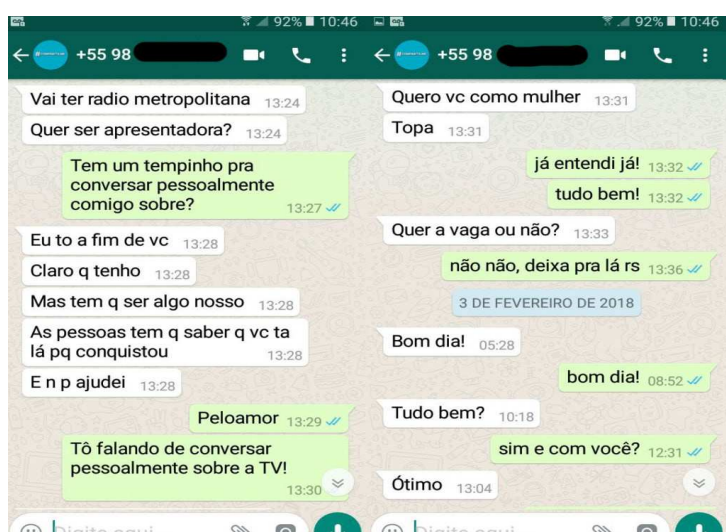 92% 10:46
+55 98
Vai ter radio metropolitana 13:24
Quer ser apresentadora? 13:24
Tem um tempinho pra
conversar pessoalmente
comigo sobre? 13:27
Eu to a fim de vc 13:28
Claro q tenho 13:28
Mas tem q ser algo nosso 13:28
As pessoas tem q saber q vc ta
lá pq conquistou 13:28
E n p ajudei 13:28
Peloamor 13:29
Tô falando de conversar
pessoalmente sobre a TV!
13:30
Digite aqui
92% 10:46
+55 98
Quero vc como mulher 13:31
Topa 13:31
já entendi já! 13:32
tudo bem! 13:32
Quer a vaga ou não? 13:33
não não, deixa pra lá rs 13:36
3 DE FEVEREIRO DE 2018
Bom dia! 05:28
bom dia! 08:52
Tudo bem? 10:18
sim e com você? 12:31
Ótimo 13:04
Digite aqui